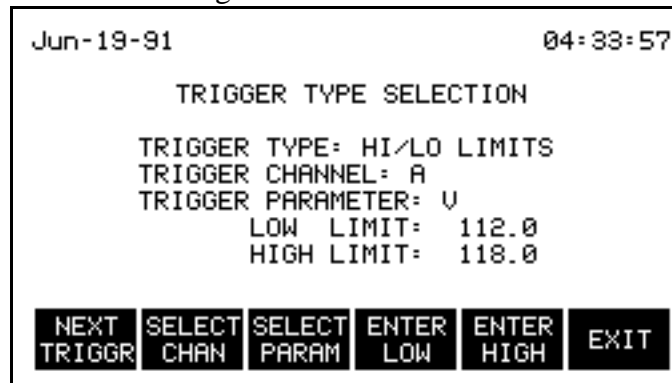 Jun-19-91 04:33:57
TRIGGER TYPE SELECTION
TRIGGER TYPE: HI/LO LIMITS
TRIGGER CHANNEL: A
TRIGGER PARAMETER: V
LOW LIMIT: 112.0
HIGH LIMIT: 118.0
NEXT SELECT SELECT ENTER ENTER EXIT
TRIGGR CHAN PARAM LOW HIGH